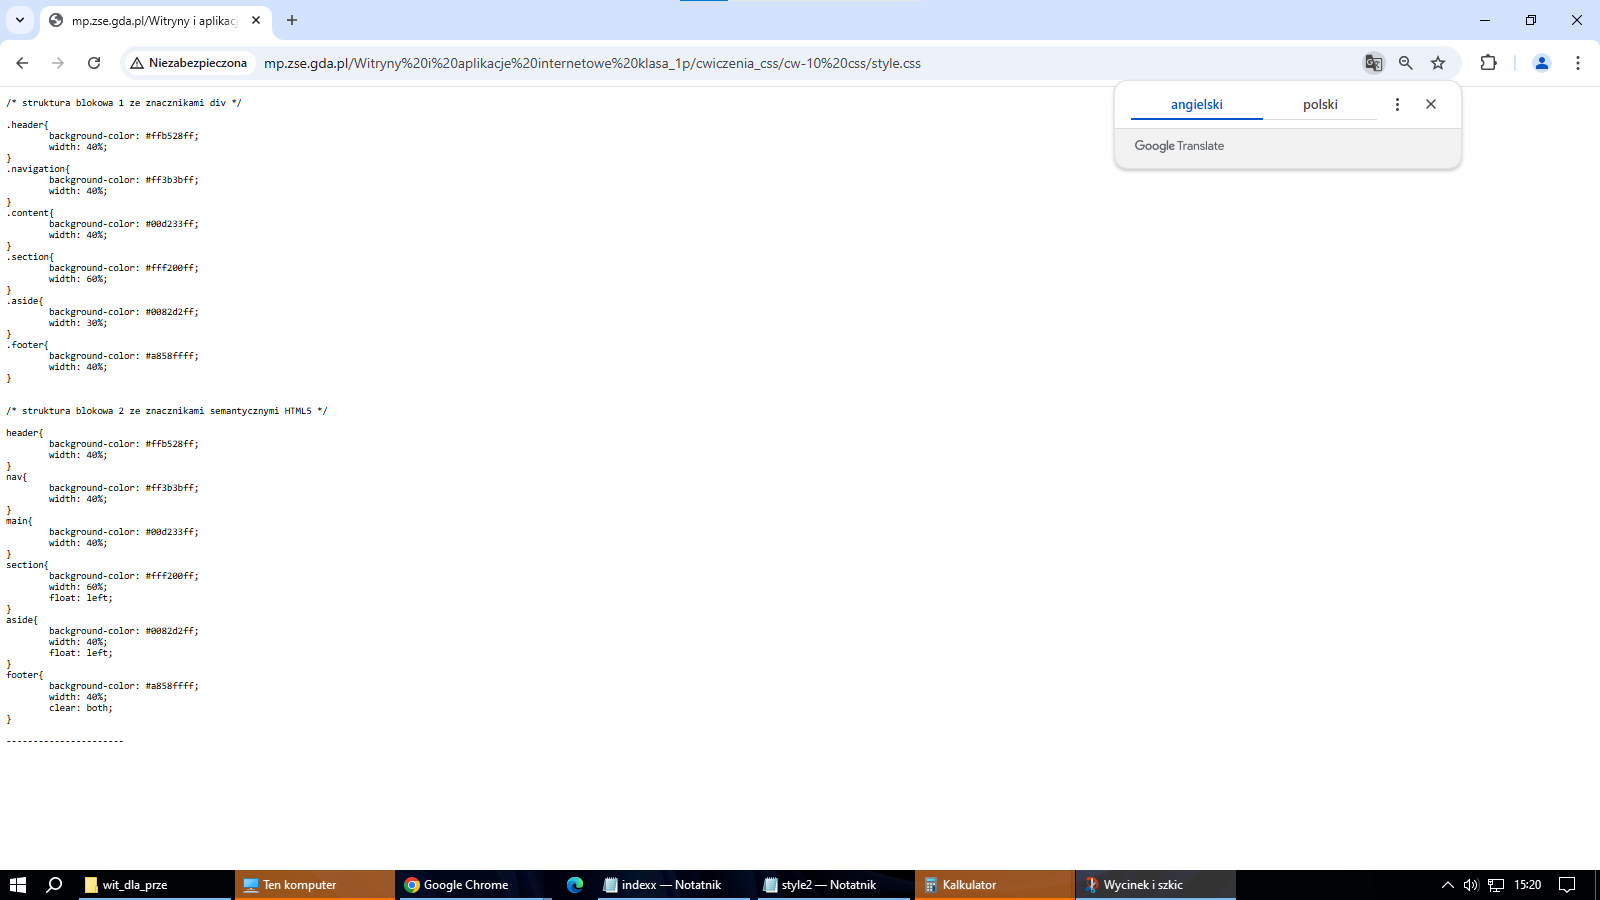 mp.zse.gda.pl/Witryny i aplikacj
Niezabezpieczona
mp.zse.gda.pl/Witryny%20i%20aplikacje%20internetowe%20klasa_1p/cwiczenia_css/cw-10%20css/style.css
angielski
polski
Google Translate
/* struktura blokowa 1 ze znacznikami div */
.header{
background-color: #ffb528ff;
width: 40%;
}
.navigation{
background-color: #ff3b3bff;
width: 40%;
}
.content{
background-color: #00d233ff;
width: 40%;
}
.section{
background-color: #fff200ff;
width: 60%;
}
.aside{
background-color: #0082d2ff;
width: 30%;
}
.footer{
background-color: #a858ffff;
width: 40%;
}
/* struktura blokowa 2 ze znacznikami semantycznymi HTML5 */
header{
background-color: #ffb528ff;
width: 40%;
}
nav{
background-color: #ff3b3bff;
width: 40%;
}
main{
background-color: #00d233ff;
width: 40%;
}
section{
background-color: #fff200ff;
width: 60%;
float: left;
}
aside{
background-color: #0082d2ff;
width: 40%;
float: left;
}
footer{
background-color: #a858ffff;
width: 40%;
clear: both;
}
----------------------
wit_dla_prze
Ten komputer
Google Chrome
indexx — Notatnik
style2 — Notatnik
Kalkulator
Wycinek i szkic
15:20